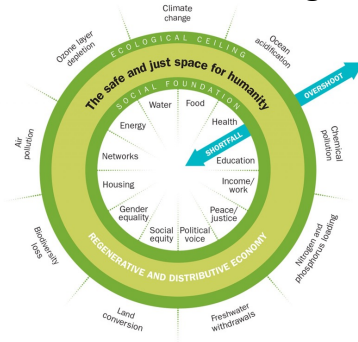 Climate
change
Ozone layer
depletion
Ocean
acidification
ECOLOGICAL CEILING
The safe and just space for humanity
SOCIAL FOUNDATION
OVERSHOOT
Water
Food
Energy
Health
SHORTFALL
Air
pollution
Chemical
pollution
Networks
Education
Housing
Income/
work
Gender
equality
Peace/
justice
Social
equity
Political
voice
REGENERATIVE AND DISTRIBUTIVE ECONOMY
Biodiversity
loss
Nitrogen and
phosphorus loading
Land
conversion
Freshwater
withdrawals